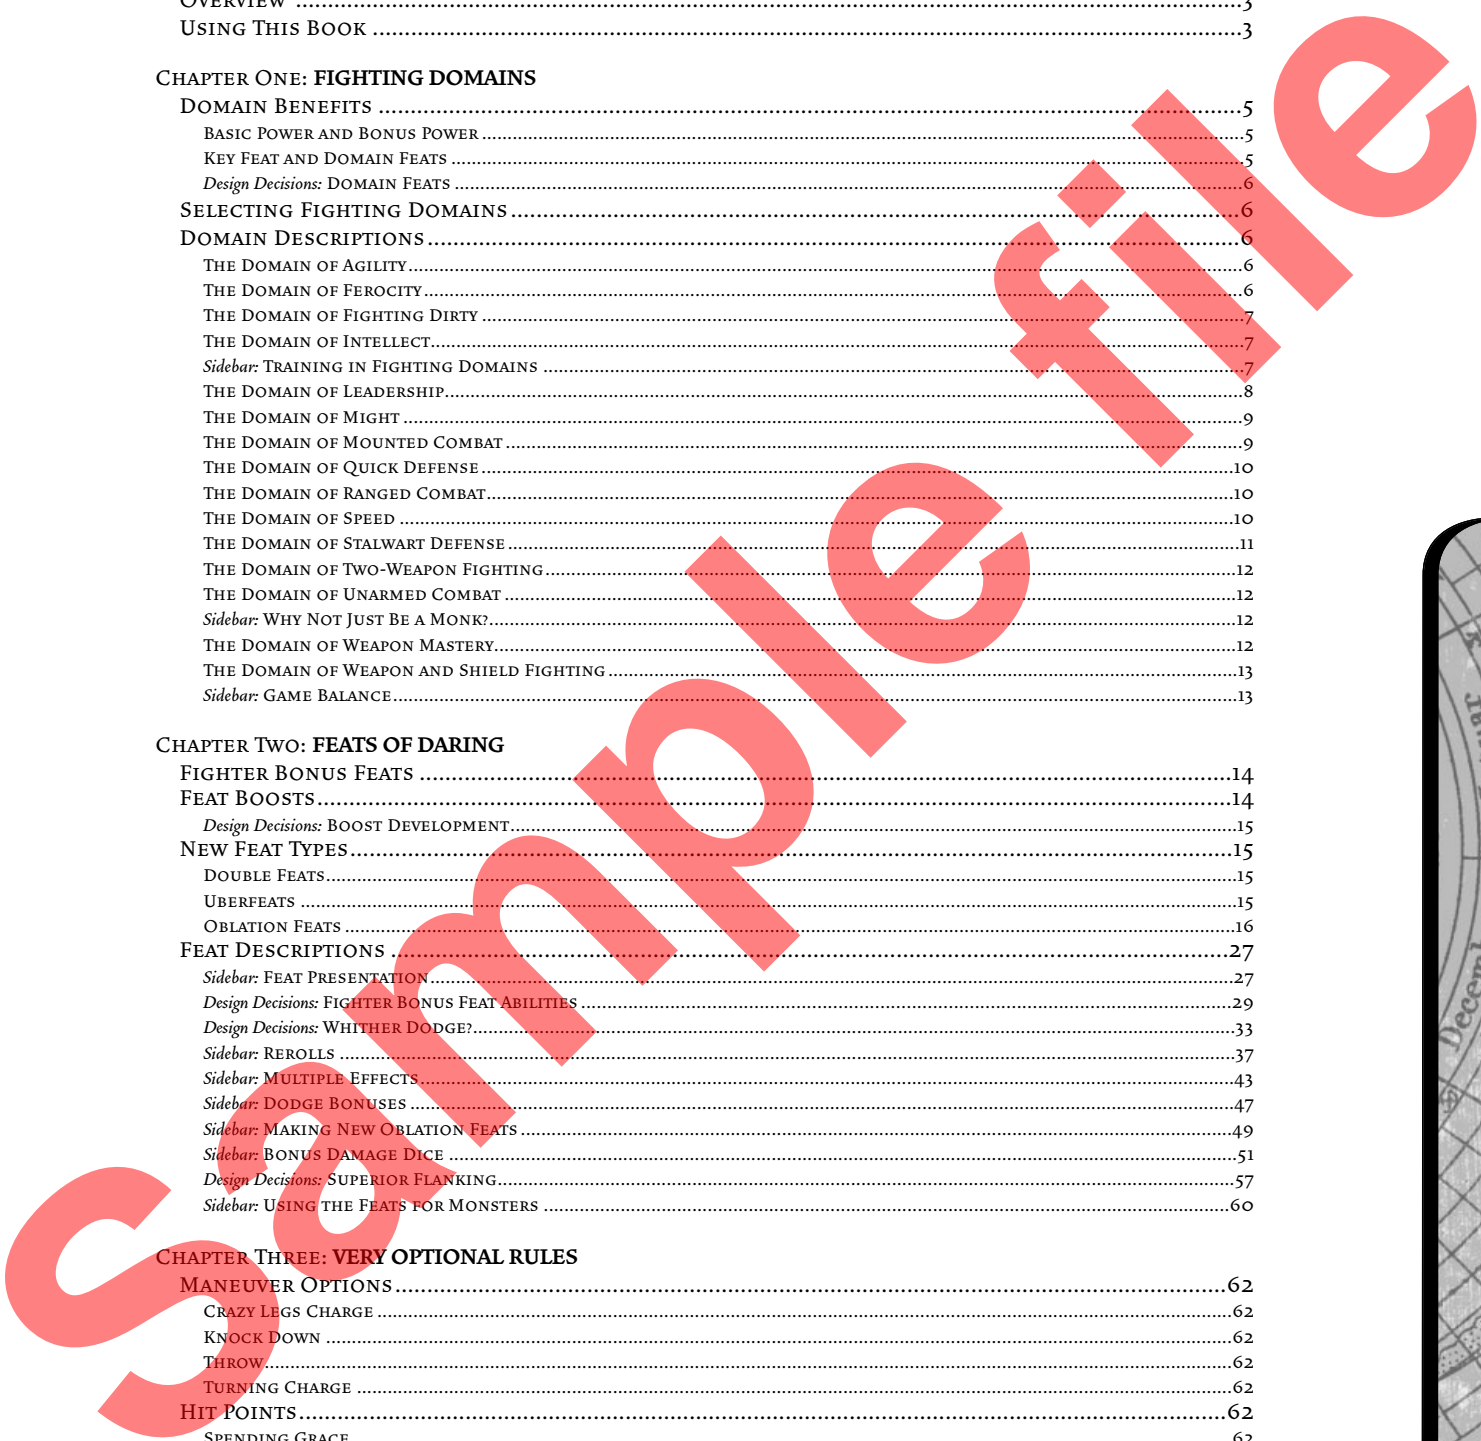 Overview ... 3
Using This Book ... 3
Chapter One: FIGHTING DOMAINS
Domain Benefits ... 5
Basic Power and Bonus Power ... 5
Key Feat and Domain Feats ... 5
Design Decisions: Domain Feats ... 6
Selecting Fighting Domains ... 6
Domain Descriptions ... 6
The Domain of Agility ... 6
The Domain of Ferocity ... 6
The Domain of Fighting Dirty ... 7
The Domain of Intellect ... 7
Sidebar: Training in Fighting Domains ... 7
The Domain of Leadership ... 8
The Domain of Might ... 9
The Domain of Mounted Combat ... 9
The Domain of Quick Defense ... 10
The Domain of Ranged Combat ... 10
The Domain of Speed ... 10
The Domain of Stalwart Defense ... 11
The Domain of Two-Weapon Fighting ... 12
The Domain of Unarmed Combat ... 12
Sidebar: Why Not Just Be a Monk? ... 12
The Domain of Weapon Mastery ... 12
The Domain of Weapon and Shield Fighting ... 13
Sidebar: Game Balance ... 13
Chapter Two: FEATS OF DARING
Fighter Bonus Feats ... 14
Feat Boosts ... 14
Design Decisions: Boost Development ... 15
New Feat Types ... 15
Double Feats ... 15
Uberfeats ... 15
Oblation Feats ... 16
Feat Descriptions ... 27
Sidebar: Feat Presentation ... 27
Design Decisions: Fighter Bonus Feat Abilities ... 29
Design Decisions: Whither Dodge? ... 33
Sidebar: Rerolls ... 37
Sidebar: Multiple Effects ... 43
Sidebar: Dodge Bonuses ... 47
Sidebar: Making New Oblation Feats ... 49
Sidebar: Bonus Damage Dice ... 51
Design Decisions: Superior Flanking ... 57
Sidebar: Using the Feats for Monsters ... 60
Chapter Three: VERY OPTIONAL RULES
Maneuver Options ... 62
Crazy Legs Charge ... 62
Knock Down ... 62
Throw ... 62
Turning Charge ... 62
Hit Points ... 62
Spending Grace ... 62
Sample file
Decem